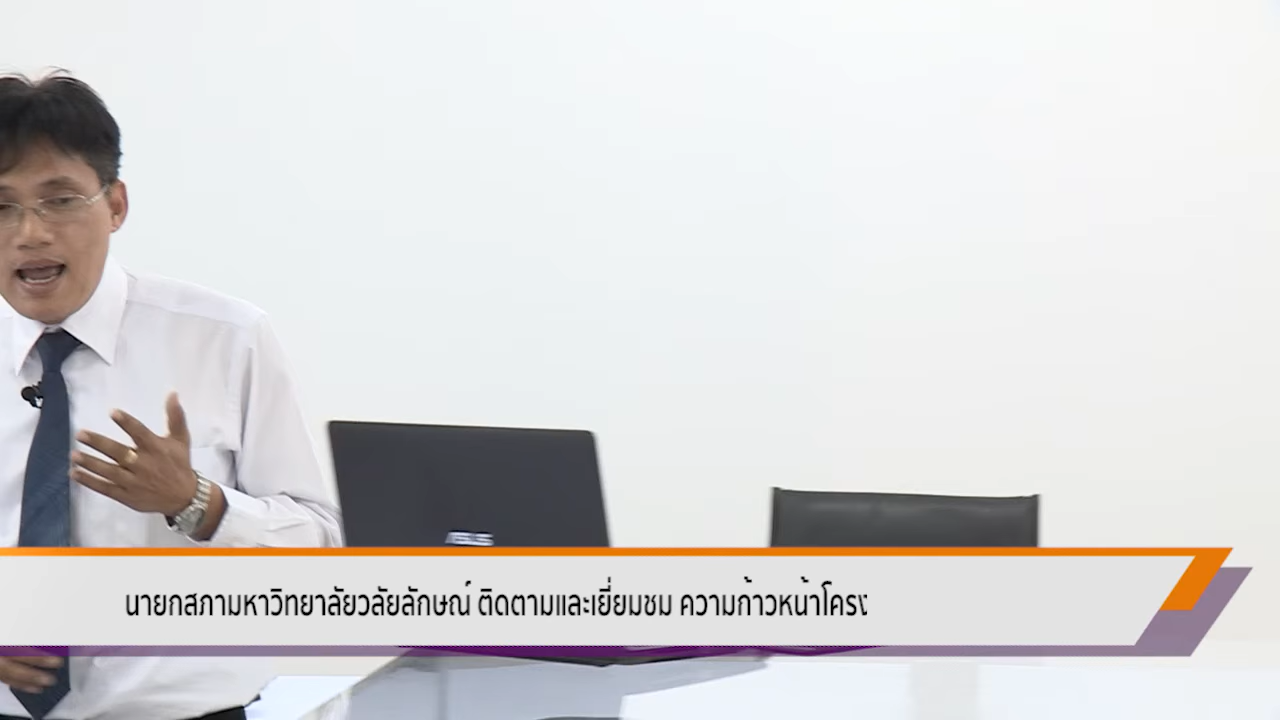 ASUS
นายกสภามหาวิทยาลัยวลัยลักษณ์ ติดตามและเยี่ยมชม ความก้าวหน้าโครง